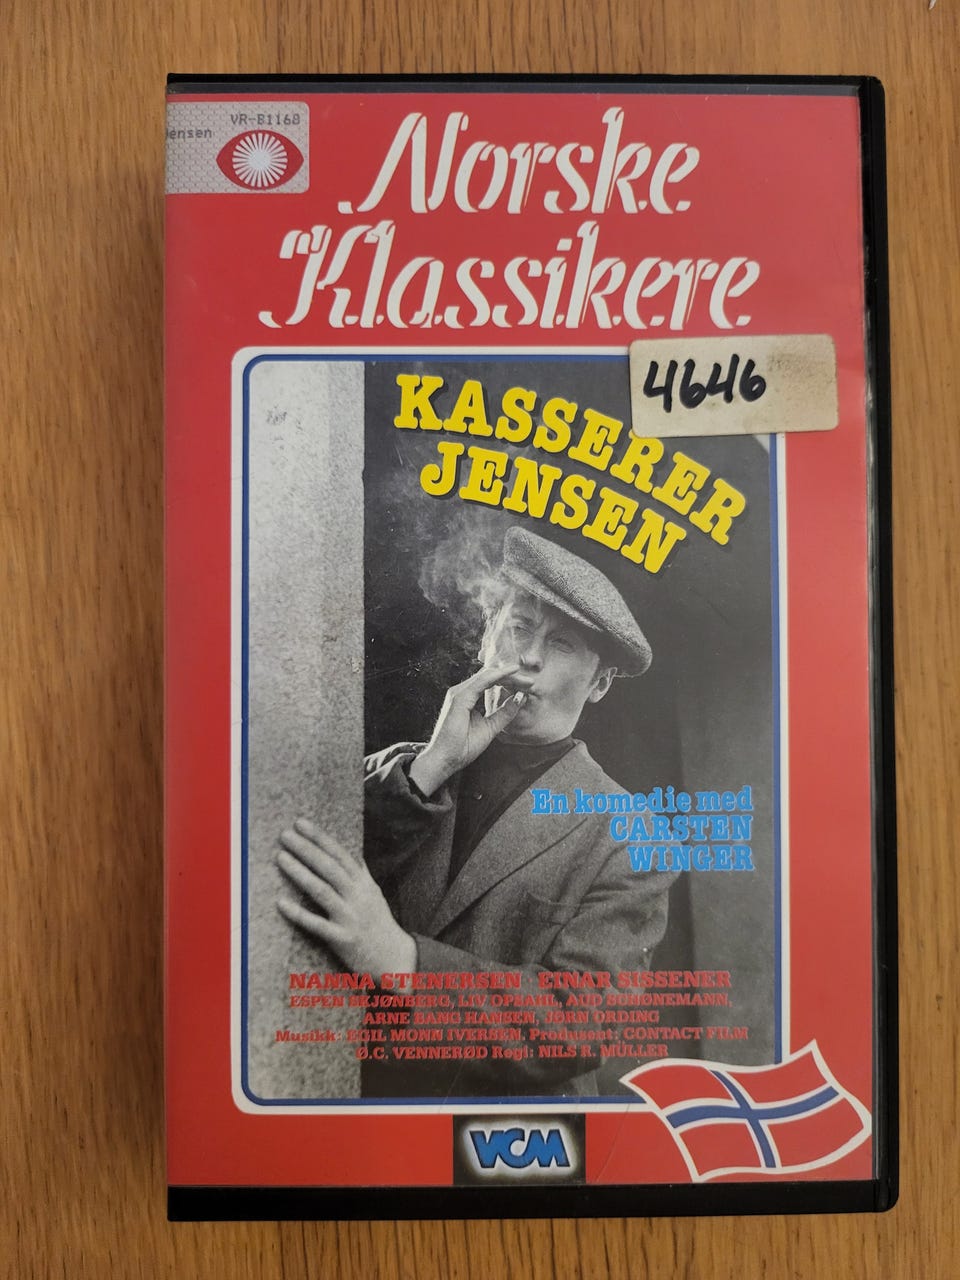 VR-B1168
ensen
Norske
Klassikere
4646
KASSERER
JENSEN
En komedie med
CARSTEN
WINGER
NANNA STENERSEN · EINAR SISSENER
ESPEN SKJØNBERG, LIV OPDAHL, AUD SCHØNEMANN,
ARNE BANG HANSEN, JØRN ORDING
Musikk: EGIL MONN IVERSEN. Produsent: CONTACT FILM
Ø.C. VENNERØD Regi: NILS R. MÜLLER
VCM